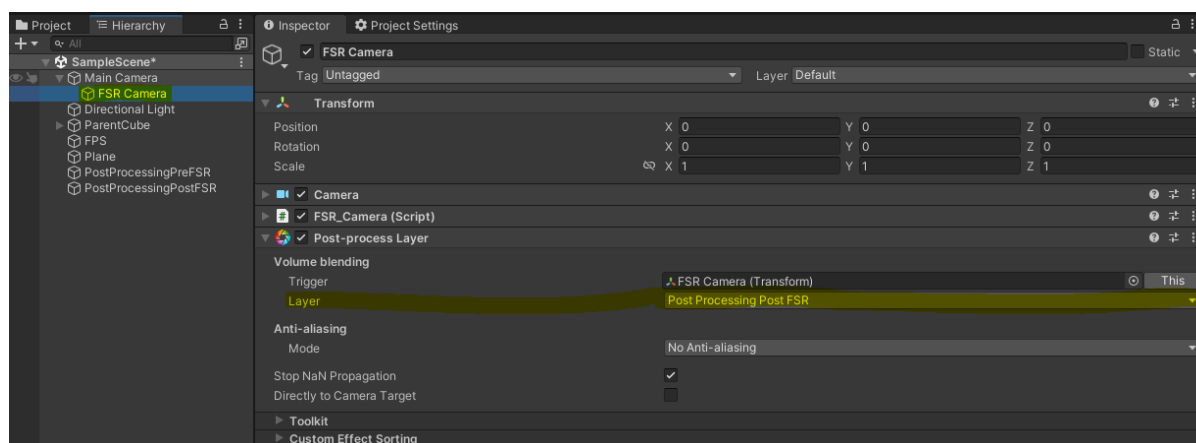 Project Hierarchy
Inspector Project Settings
All
FSR Camera Static
SampleScene*
Tag Untagged Layer Default
Main Camera
FSR Camera
Transform
Directional Light
ParentCube
Position X 0 Y 0 Z 0
FPS
Rotation X 0 Y 0 Z 0
Plane
Scale X 1 Y 1 Z 1
PostProcessingPreFSR
PostProcessingPostFSR
Camera
FSR_Camera (Script)
Post-process Layer
Volume blending
Trigger FSR Camera (Transform) This
Layer Post Processing Post FSR
Anti-aliasing
Mode No Anti-aliasing
Stop NaN Propagation
Directly to Camera Target
Toolkit
Custom Effect Sorting